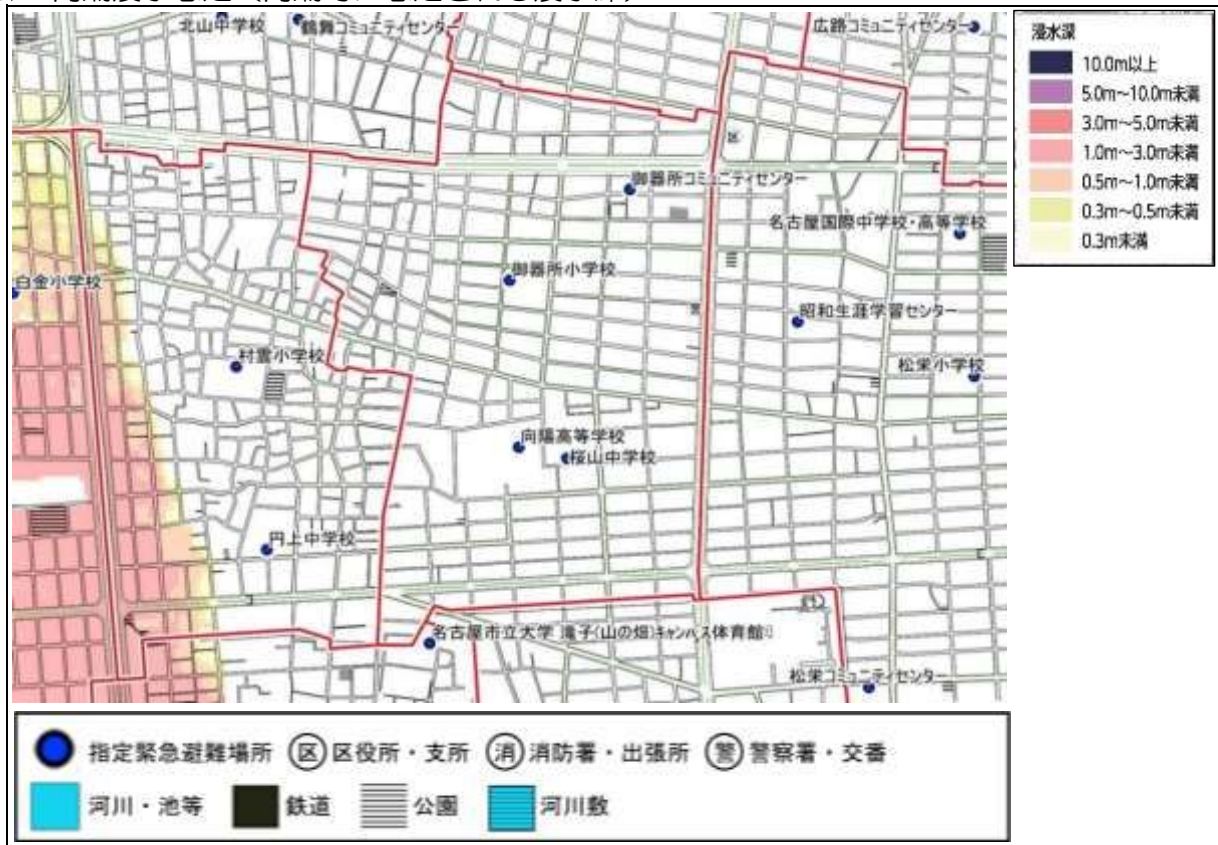 北山中学校
鶴舞コミュニティセンター
広路コミュニティセンター
区
御器所コミュニティセンター
名古屋国際中学校・高等学校
白金小学校
御器所小学校
昭和生涯学習センター
村雲小学校
松栄小学校
向陽高等学校
桜山中学校
円上中学校
名古屋市立大学 滝子(山の畑)キャンパス体育館
松栄コミュニティセンター
浸水深
10.0m以上
5.0m～10.0m未満
3.0m～5.0m未満
1.0m～3.0m未満
0.5m～1.0m未満
0.3m～0.5m未満
0.3m未満
指定緊急避難場所 区 区役所・支所 消 消防署・出張所 警 警察署・交番
河川・池等 鉄道 公園 河川敷